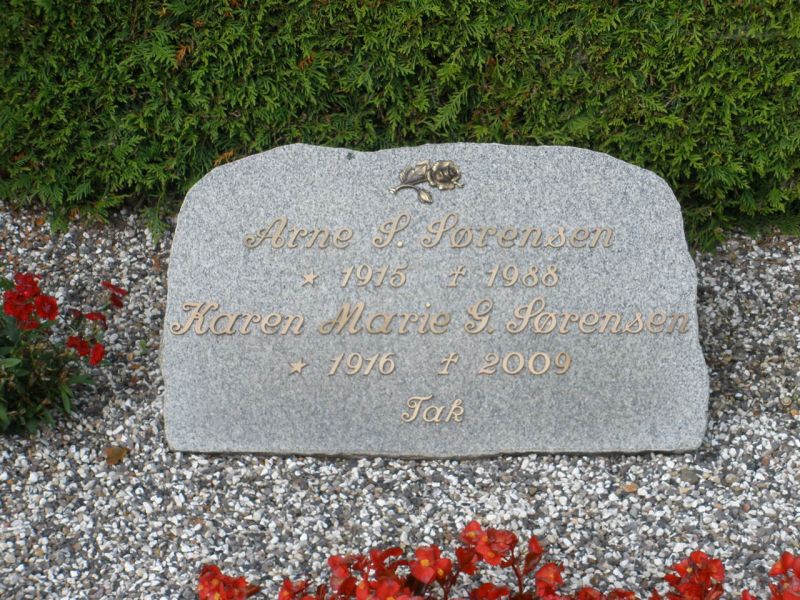 Arne S. Sørensen
★ 1915 ✝ 1988
Karen Marie G. Sørensen
★ 1916 ✝ 2009
Tak